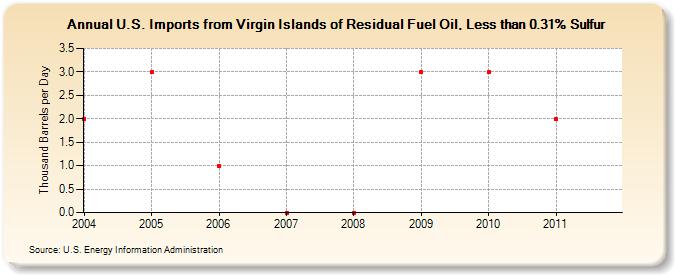 Annual U.S. Imports from Virgin Islands of Residual Fuel Oil, Less than 0.31% Sulfur
Thousand Barrels per Day
3.5
3.0
2.5
2.0
1.5
1.0
0.5
0.0
2004 2005 2006 2007 2008 2009 2010 2011
Source: U.S. Energy Information Administration